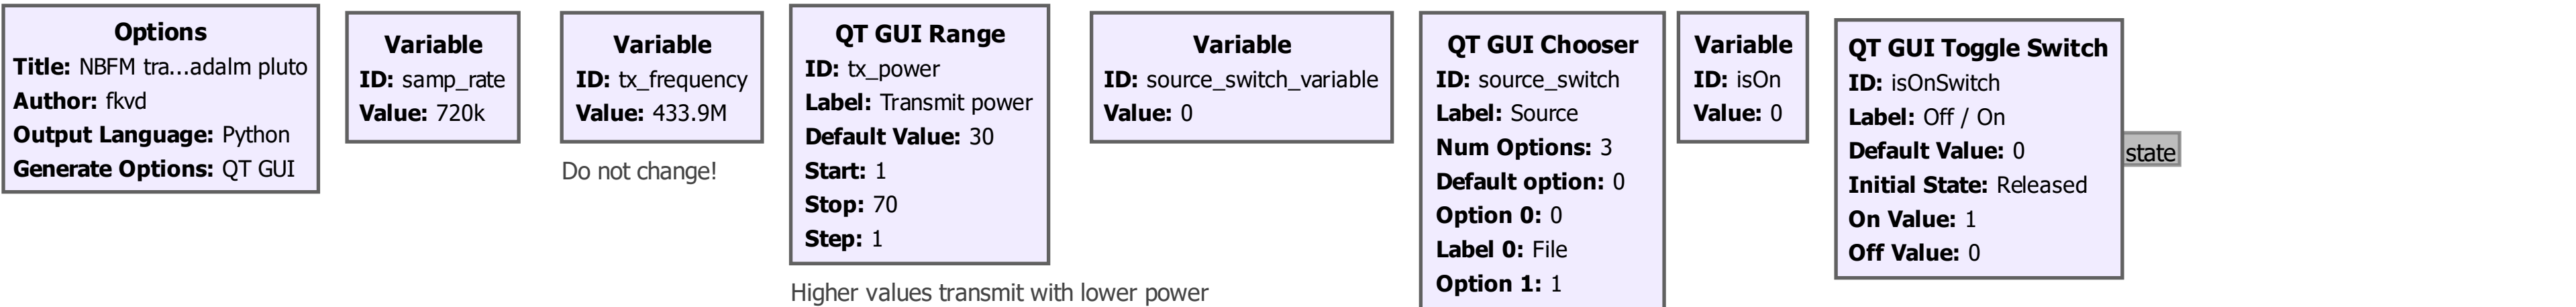 Options
Title: NBFM tra...adalm pluto
Author: fkvd
Output Language: Python
Generate Options: QT GUI
Variable
ID: samp_rate
Value: 720k
Variable
ID: tx_frequency
Value: 433.9M
Do not change!
QT GUI Range
ID: tx_power
Label: Transmit power
Default Value: 30
Start: 1
Stop: 70
Step: 1
Higher values transmit with lower power
Variable
ID: source_switch_variable
Value: 0
QT GUI Chooser
ID: source_switch
Label: Source
Num Options: 3
Default option: 0
Option 0: 0
Label 0: File
Option 1: 1
Variable
ID: isOn
Value: 0
QT GUI Toggle Switch
ID: isOnSwitch
Label: Off / On
Default Value: 0
Initial State: Released
On Value: 1
Off Value: 0
state